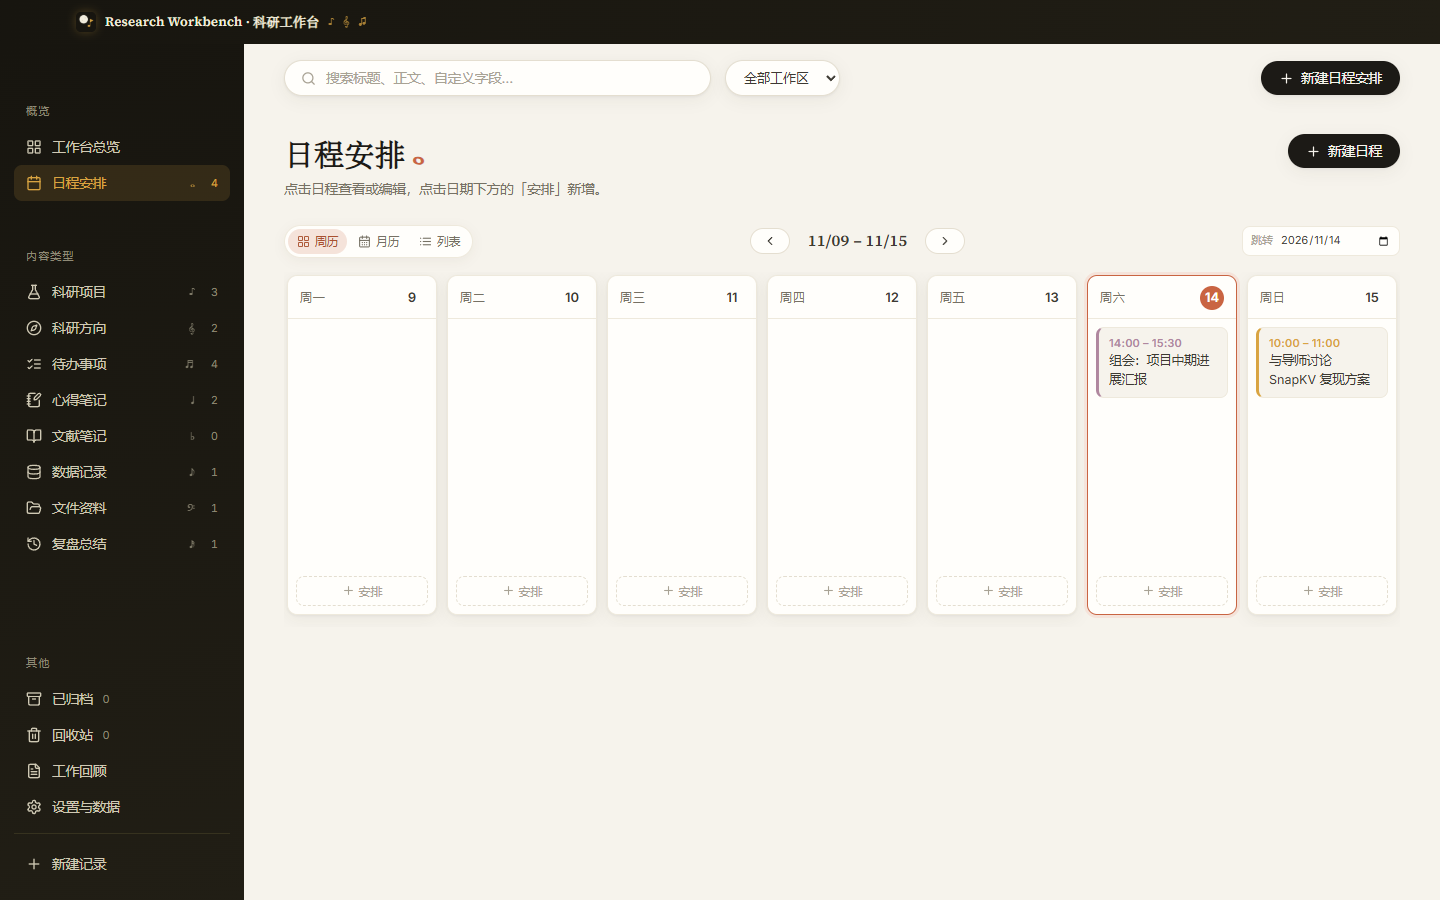 Research Workbench · 科研工作台 ♪ 𝄞 ♫
搜索标题、正文、自定义字段...
全部工作区
+ 新建日程安排
概览
工作台总览
日程安排 4
内容类型
科研项目 ♪ 3
科研方向 𝄞 2
待办事项 ♬ 4
心得笔记 ♩ 2
文献笔记 ♭ 0
数据记录 1
文件资料 𝄢 1
复盘总结 1
其他
已归档 0
回收站 0
工作回顾
设置与数据
+ 新建记录
日程安排
+ 新建日程
点击日程查看或编辑，点击日期下方的「安排」新增。
周历 月历 列表
11/09 – 11/15
跳转 2026/11/14
周一 9
周二 10
周三 11
周四 12
周五 13
周六 14
周日 15
14:00 – 15:30
组会：项目中期进
展汇报
10:00 – 11:00
与导师讨论
SnapKV 复现方案
+ 安排
+ 安排
+ 安排
+ 安排
+ 安排
+ 安排
+ 安排